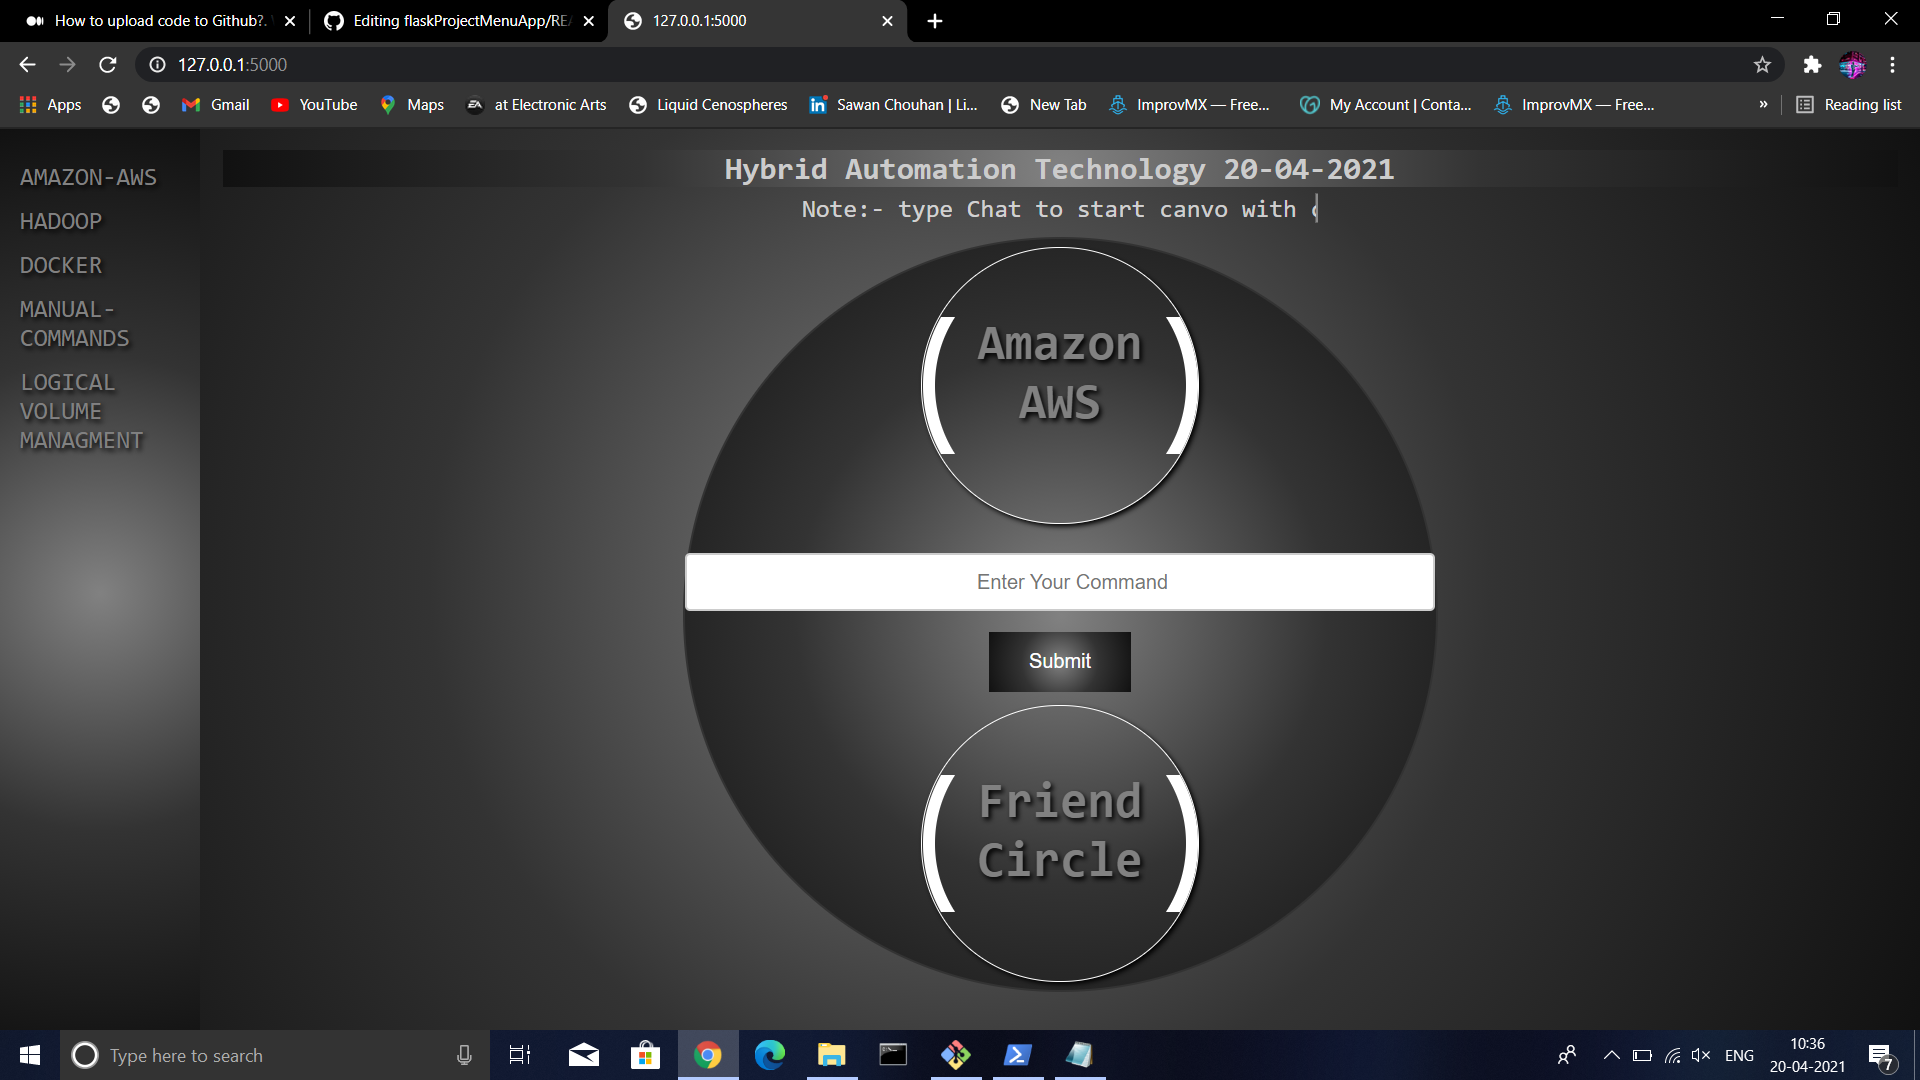 How to upload code to Github?.
Editing flaskProjectMenuApp/REA
127.0.0.1:5000
127.0.0.1:5000
Apps
Gmail
YouTube
Maps
EA
at Electronic Arts
Liquid Cenospheres
in
Sawan Chouhan | Li...
New Tab
ImprovMX — Free...
My Account | Conta...
ImprovMX — Free...
»
Reading list
AMAZON-AWS
HADOOP
DOCKER
MANUAL-
COMMANDS
LOGICAL
VOLUME
MANAGMENT
Hybrid Automation Technology 20-04-2021
Note:- type Chat to start canvo with
Amazon
AWS
Enter Your Command
Submit
Friend
Circle
Type here to search
ENG
10:36
20-04-2021
7